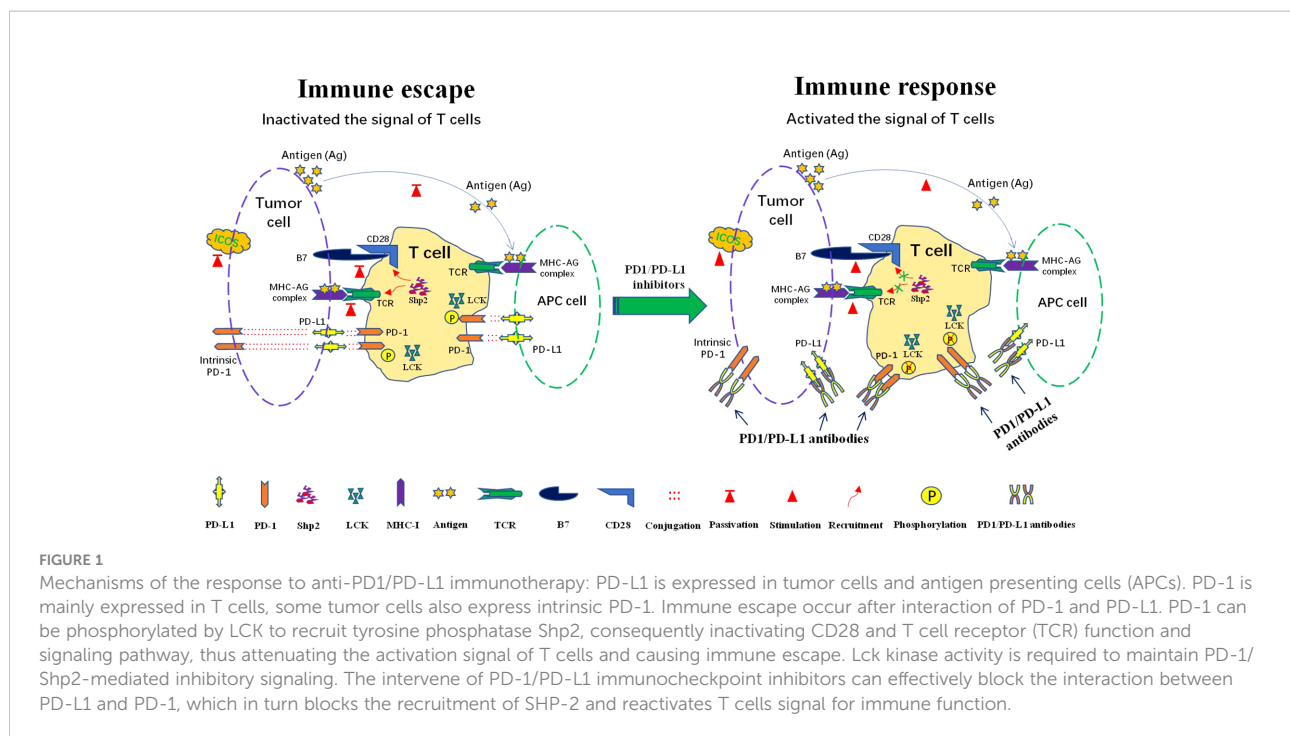 Immune escape
Inactivated the signal of T cells
Antigen (Ag)
Antigen (Ag)
Tumor
cell
ICOS
CD28
T cell
B7
TCR
MHC-AG
complex
Shp2
MHC-AG
complex
TCR
LCK
APC cell
P
PD-L1
PD-1
Intrinsic
PD-1
P
LCK
PD-1
PD-L1
PD1/PD-L1
inhibitors
Immune response
Activated the signal of T cells
Antigen (Ag)
Antigen (Ag)
Tumor
cell
ICOS
CD28
T cell
B7
TCR
MHC-AG
complex
Shp2
MHC-AG
complex
TCR
APC cell
LCK
P
Intrinsic
PD-1
PD-L1
LCK
PD-1
P
PD-L1
PD1/PD-L1 antibodies
PD1/PD-L1
antibodies
P
PD-L1 PD-1 Shp2 LCK MHC-I Antigen TCR B7 CD28 Conjugation Passivation Stimulation Recruitment Phosphorylation PD1/PD-L1 antibodies
FIGURE 1
Mechanisms of the response to anti-PD1/PD-L1 immunotherapy: PD-L1 is expressed in tumor cells and antigen presenting cells (APCs). PD-1 is
mainly expressed in T cells, some tumor cells also express intrinsic PD-1. Immune escape occur after interaction of PD-1 and PD-L1. PD-1 can
be phosphorylated by LCK to recruit tyrosine phosphatase Shp2, consequently inactivating CD28 and T cell receptor (TCR) function and
signaling pathway, thus attenuating the activation signal of T cells and causing immune escape. Lck kinase activity is required to maintain PD-1/
Shp2-mediated inhibitory signaling. The intervene of PD-1/PD-L1 immunocheckpoint inhibitors can effectively block the interaction between
PD-L1 and PD-1, which in turn blocks the recruitment of SHP-2 and reactivates T cells signal for immune function.